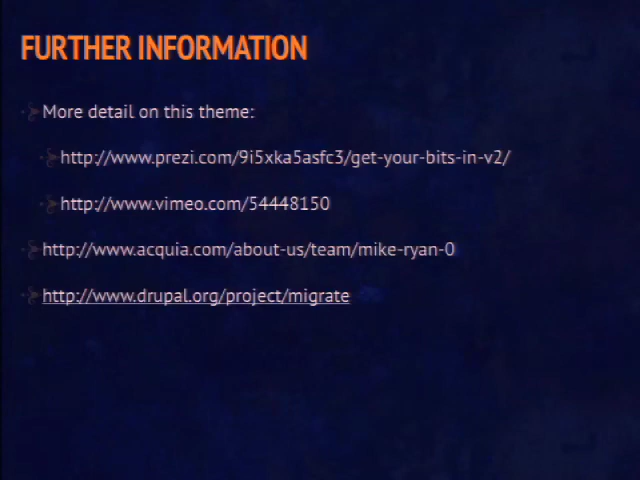 FURTHER INFORMATION
More detail on this theme:
http://www.prezi.com/9i5xka5asfc3/get-your-bits-in-v2/
http://www.vimeo.com/54448150
http://www.acquia.com/about-us/team/mike-ryan-0
http://www.drupal.org/project/migrate